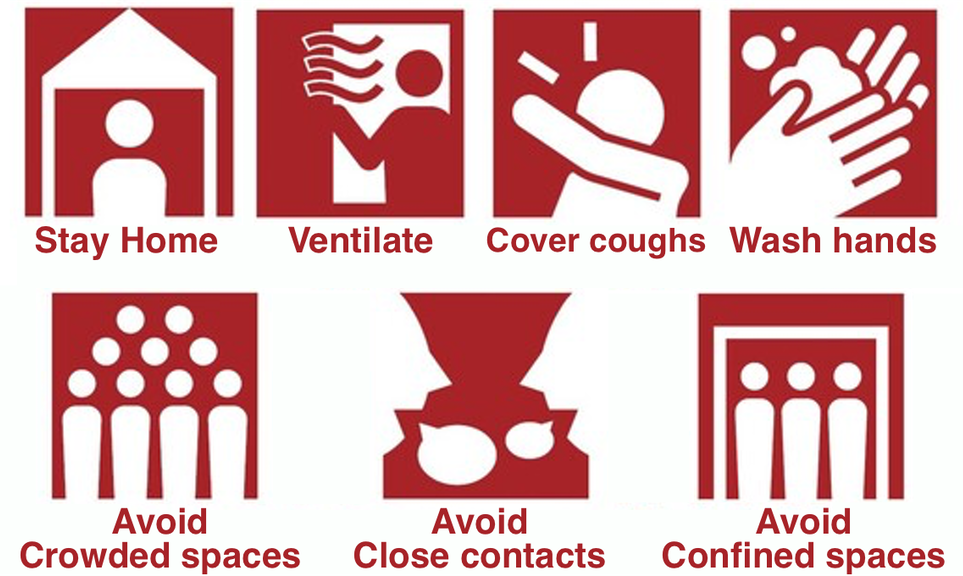 Stay Home
Ventilate
Cover coughs
Wash hands
Avoid
Crowded spaces
Avoid
Close contacts
Avoid
Confined spaces